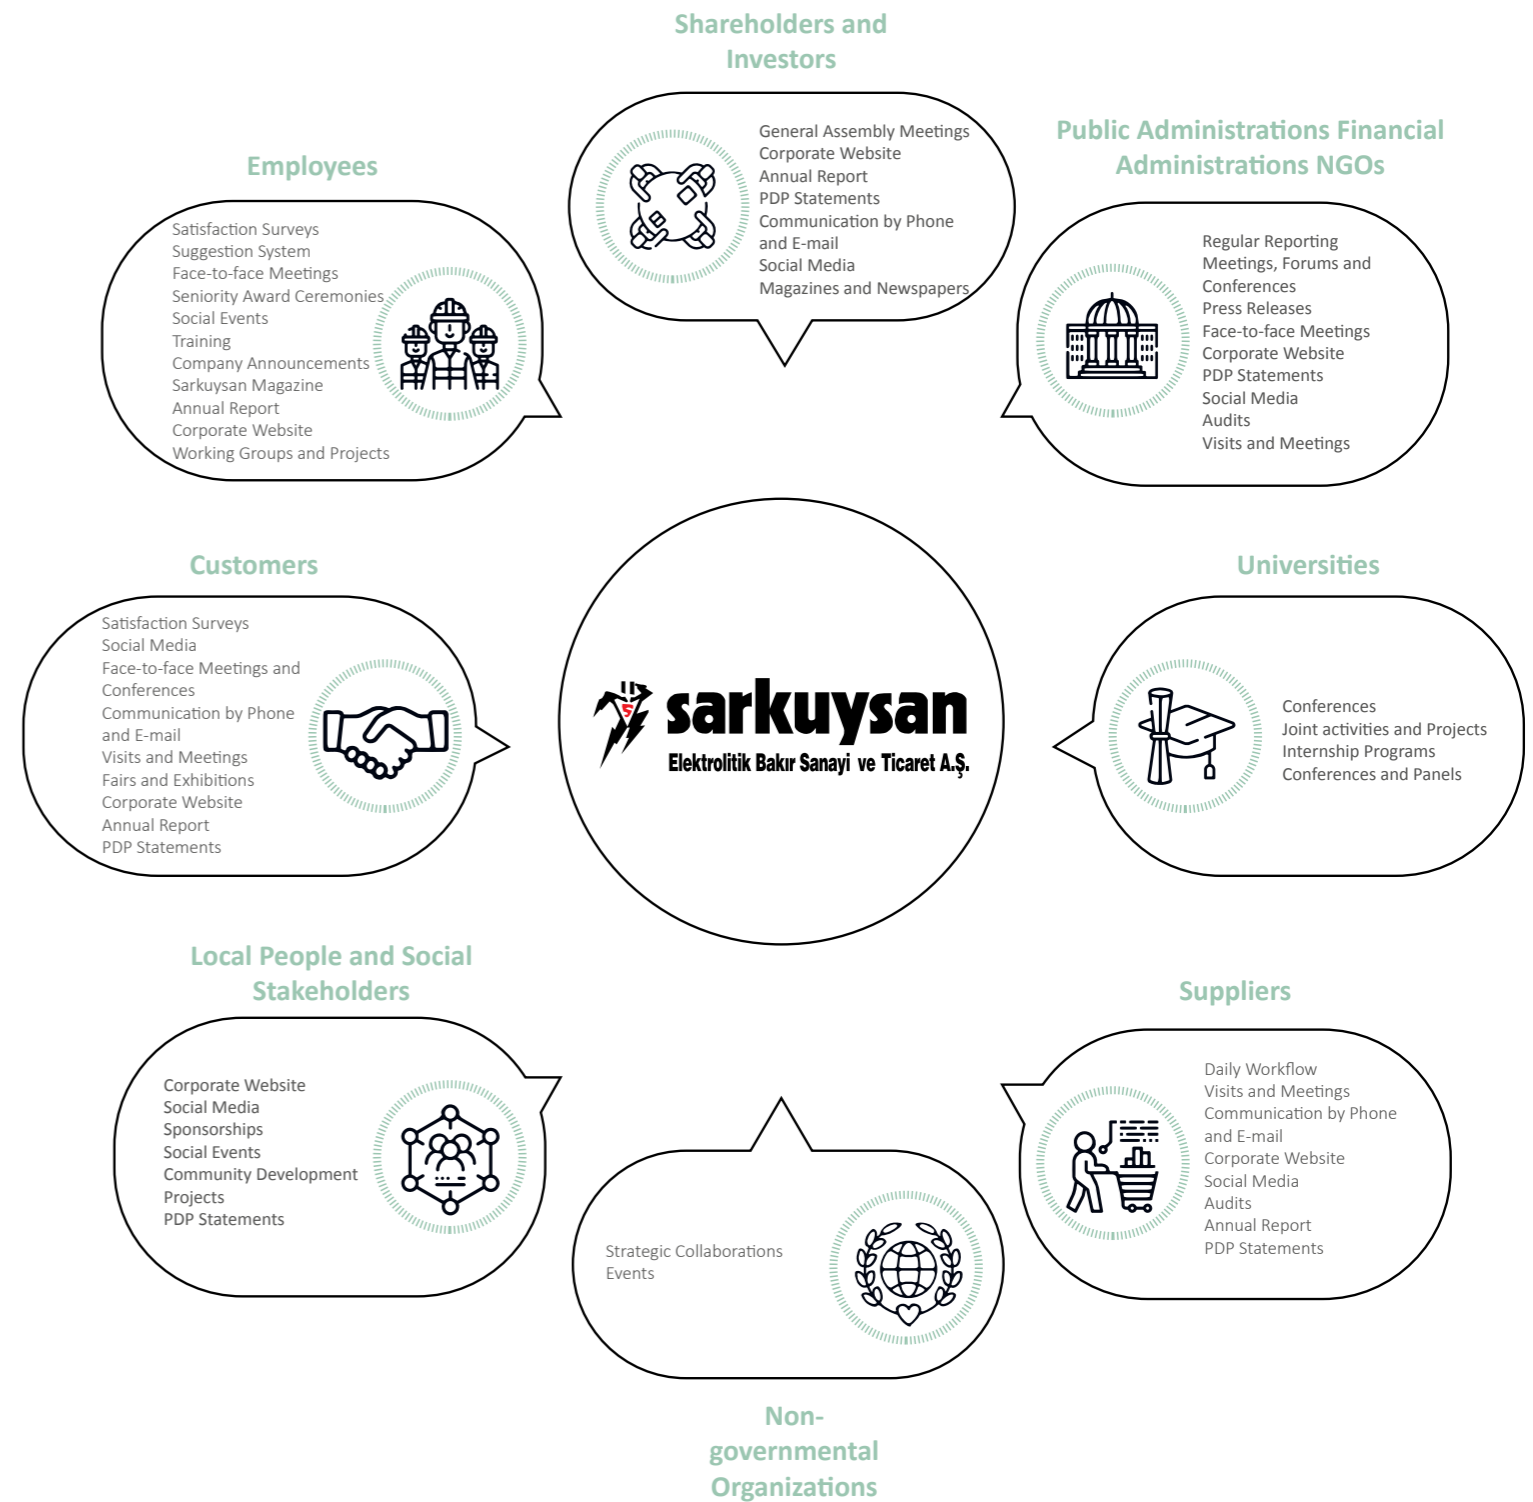 Shareholders and
Investors
General Assembly Meetings
Corporate Website
Annual Report
PDP Statements
Communication by Phone
and E-mail
Social Media
Magazines and Newspapers
Public Administrations Financial
Administrations NGOs
Regular Reporting
Meetings, Forums and
Conferences
Press Releases
Face-to-face Meetings
Corporate Website
PDP Statements
Social Media
Audits
Visits and Meetings
Employees
Satisfaction Surveys
Suggestion System
Face-to-face Meetings
Seniority Award Ceremonies
Social Events
Training
Company Announcements
Sarkuysan Magazine
Annual Report
Corporate Website
Working Groups and Projects
Customers
Satisfaction Surveys
Social Media
Face-to-face Meetings and
Conferences
Communication by Phone
and E-mail
Visits and Meetings
Fairs and Exhibitions
Corporate Website
Annual Report
PDP Statements
S
sarkuysan
Elektrolitik Bakır Sanayi ve Ticaret A.Ş.
Universities
Conferences
Joint activities and Projects
Internship Programs
Conferences and Panels
Local People and Social
Stakeholders
Corporate Website
Social Media
Sponsorships
Social Events
Community Development
Projects
PDP Statements
Suppliers
Daily Workflow
Visits and Meetings
Communication by Phone
and E-mail
Corporate Website
Social Media
Audits
Annual Report
PDP Statements
Strategic Collaborations
Events
Non-
governmental
Organizations